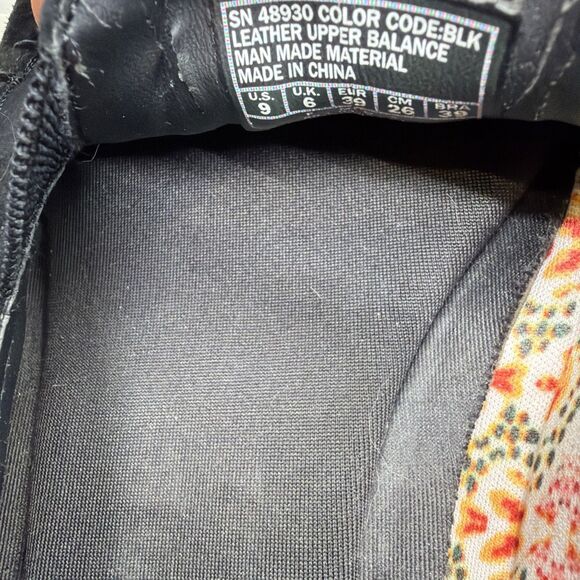 SN 48930 COLOR CODE:BLK
LEATHER UPPER BALANCE
MAN MADE MATERIAL
MADE IN CHINA
U.S. U.K. EUR CM BRZ
9 6 39 26 39